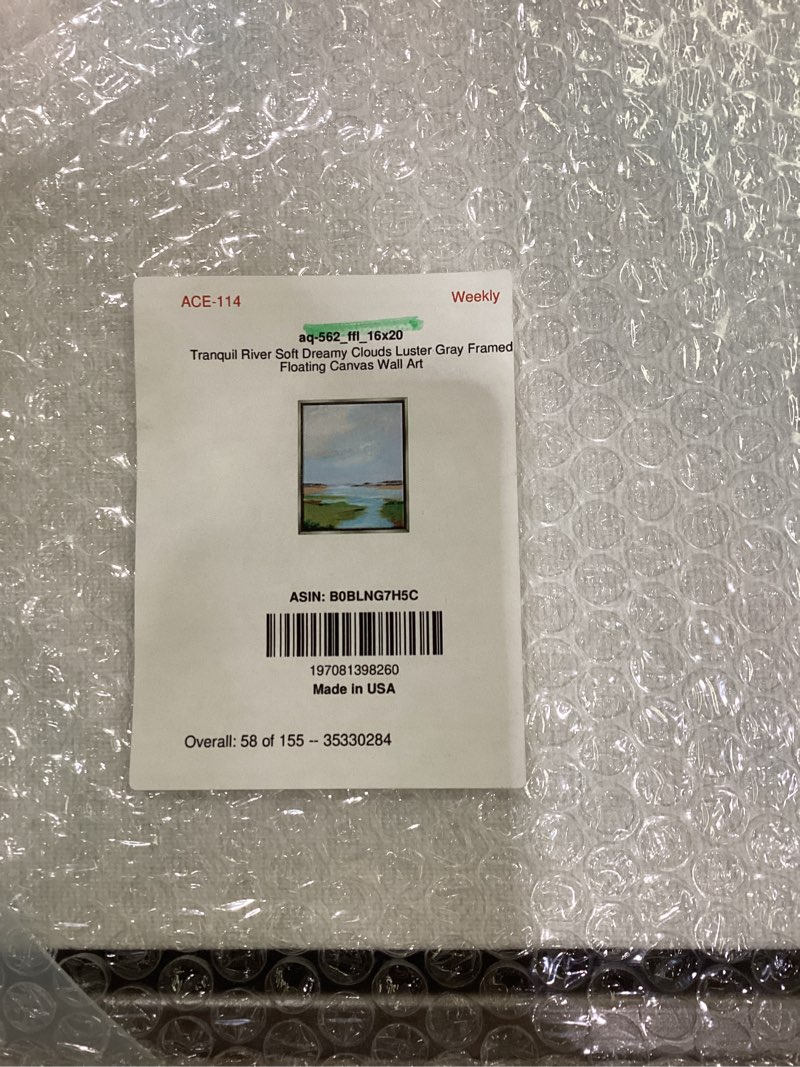 ACE-114
Weekly
aq-562_ffl_16x20
Tranquil River Soft Dreamy Clouds Luster Gray Framed
Floating Canvas Wall Art
ASIN: B0BLNG7H5C
197081398260
Made in USA
Overall: 58 of 155 -- 35330284